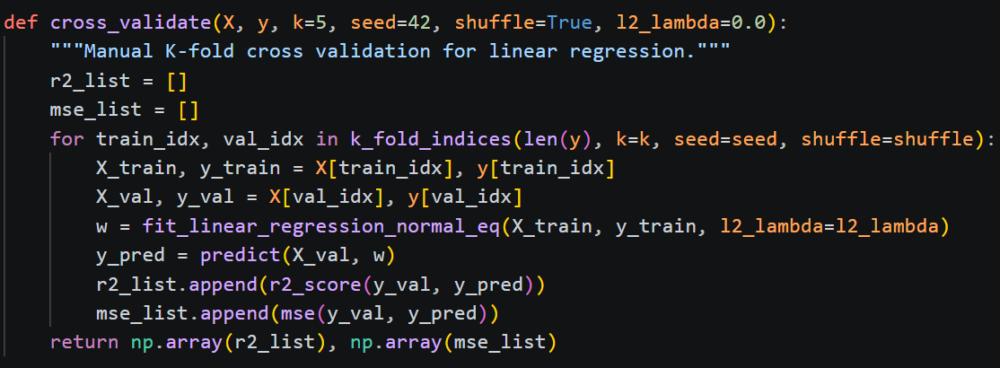 def cross_validate(X, y, k=5, seed=42, shuffle=True, l2_lambda=0.0):
    """Manual K-fold cross validation for linear regression."""
    r2_list = []
    mse_list = []
    for train_idx, val_idx in k_fold_indices(len(y), k=k, seed=seed, shuffle=shuffle):
        X_train, y_train = X[train_idx], y[train_idx]
        X_val, y_val = X[val_idx], y[val_idx]
        w = fit_linear_regression_normal_eq(X_train, y_train, l2_lambda=l2_lambda)
        y_pred = predict(X_val, w)
        r2_list.append(r2_score(y_val, y_pred))
        mse_list.append(mse(y_val, y_pred))
    return np.array(r2_list), np.array(mse_list)